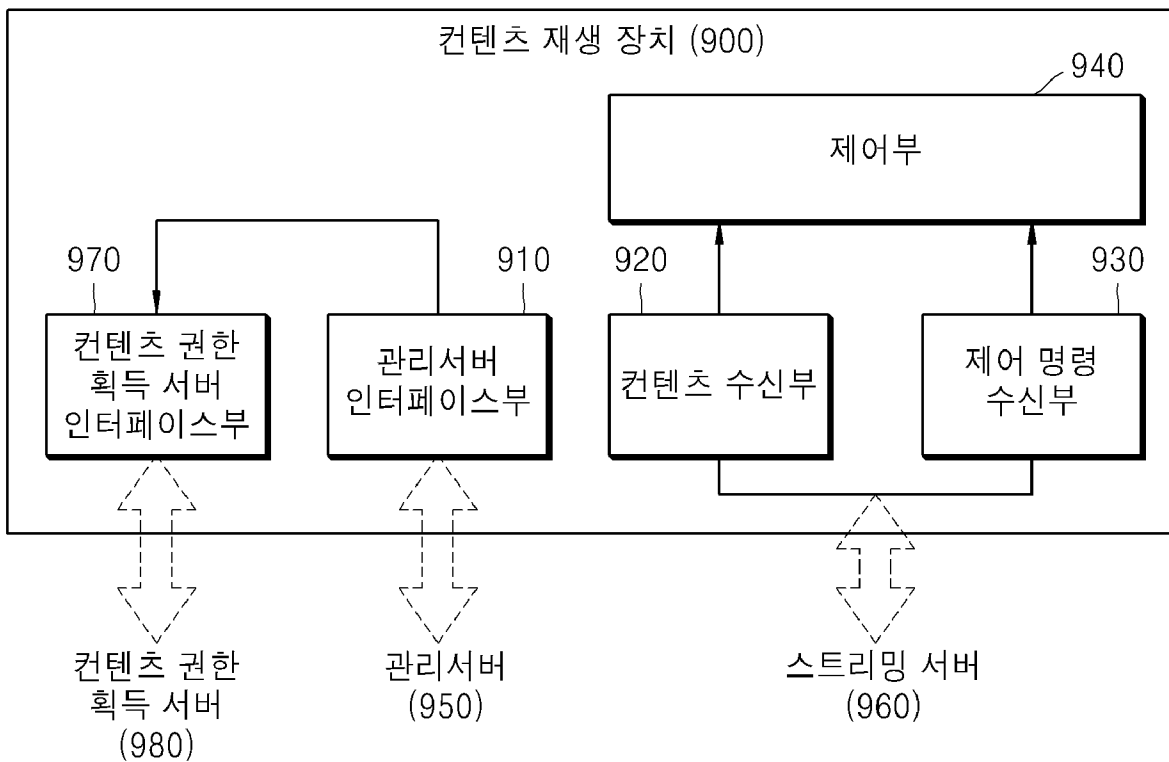 컨텐츠 재생 장치 (900)
940
제어부
970
910
920
930
컨텐츠 권한
획득 서버
인터페이스부
관리서버
인터페이스부
컨텐츠 수신부
제어 명령
수신부
컨텐츠 권한
획득 서버
(980)
관리서버
(950)
스트리밍 서버
(960)